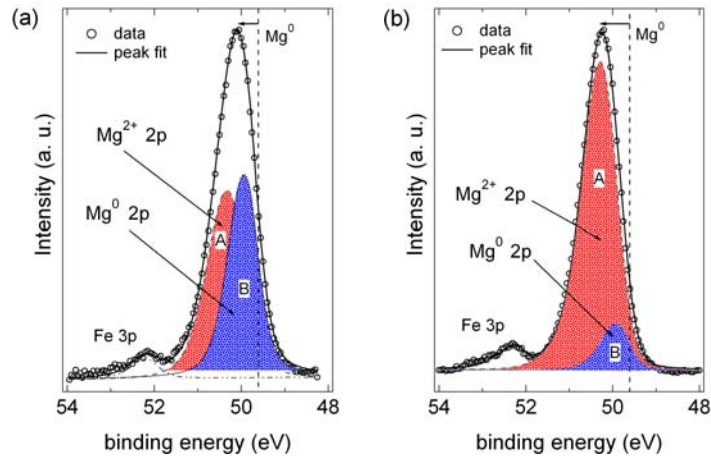 (a)
data
peak fit
Mg⁰
Mg²⁺ 2p
Mg⁰ 2p
A
B
Fe 3p
Intensity (a. u.)
54 52 50 48
binding energy (eV)
(b)
data
peak fit
Mg⁰
A
Mg²⁺ 2p
Mg⁰ 2p
Fe 3p
B
Intensity (a. u.)
54 52 50 48
binding energy (eV)